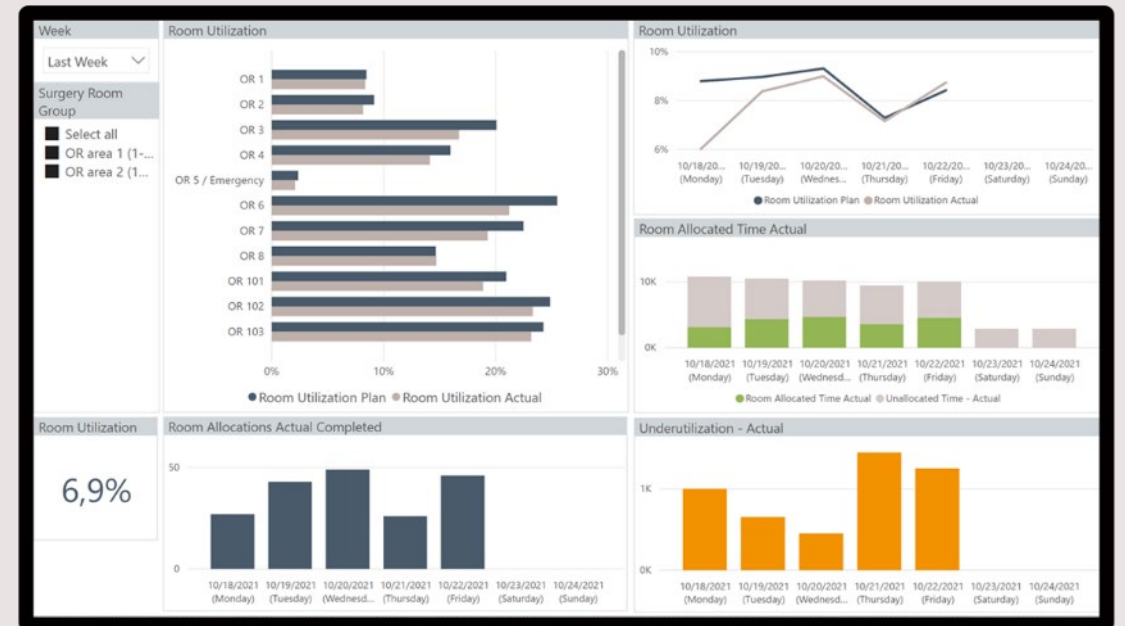 Week
Last Week
Surgery Room
Group
Select all
OR area 1 (1-...
OR area 2 (1...
Room Utilization
OR 1
OR 2
OR 3
OR 4
OR 5 / Emergency
OR 6
OR 7
OR 8
OR 101
OR 102
OR 103
0% 10% 20% 30%
Room Utilization Plan Room Utilization Actual
Room Utilization
10%
8%
6%
10/18/20... 10/19/20... 10/20/20... 10/21/20... 10/22/20... 10/23/20... 10/24/20...
(Monday) (Tuesday) (Wednes... (Thursday) (Friday) (Saturday) (Sunday)
Room Utilization Plan Room Utilization Actual
Room Allocated Time Actual
10K
0K
10/18/2021 10/19/2021 10/20/2021 10/21/2021 10/22/2021 10/23/2021 10/24/2021
(Monday) (Tuesday) (Wednesd... (Thursday) (Friday) (Saturday) (Sunday)
Room Allocated Time Actual Unallocated Time - Actual
Room Utilization
6,9%
Room Allocations Actual Completed
50
0
10/18/2021 10/19/2021 10/20/2021 10/21/2021 10/22/2021 10/23/2021 10/24/2021
(Monday) (Tuesday) (Wednesd... (Thursday) (Friday) (Saturday) (Sunday)
Underutilization - Actual
1K
0K
10/18/2021 10/19/2021 10/20/2021 10/21/2021 10/22/2021 10/23/2021 10/24/2021
(Monday) (Tuesday) (Wednesd... (Thursday) (Friday) (Saturday) (Sunday)